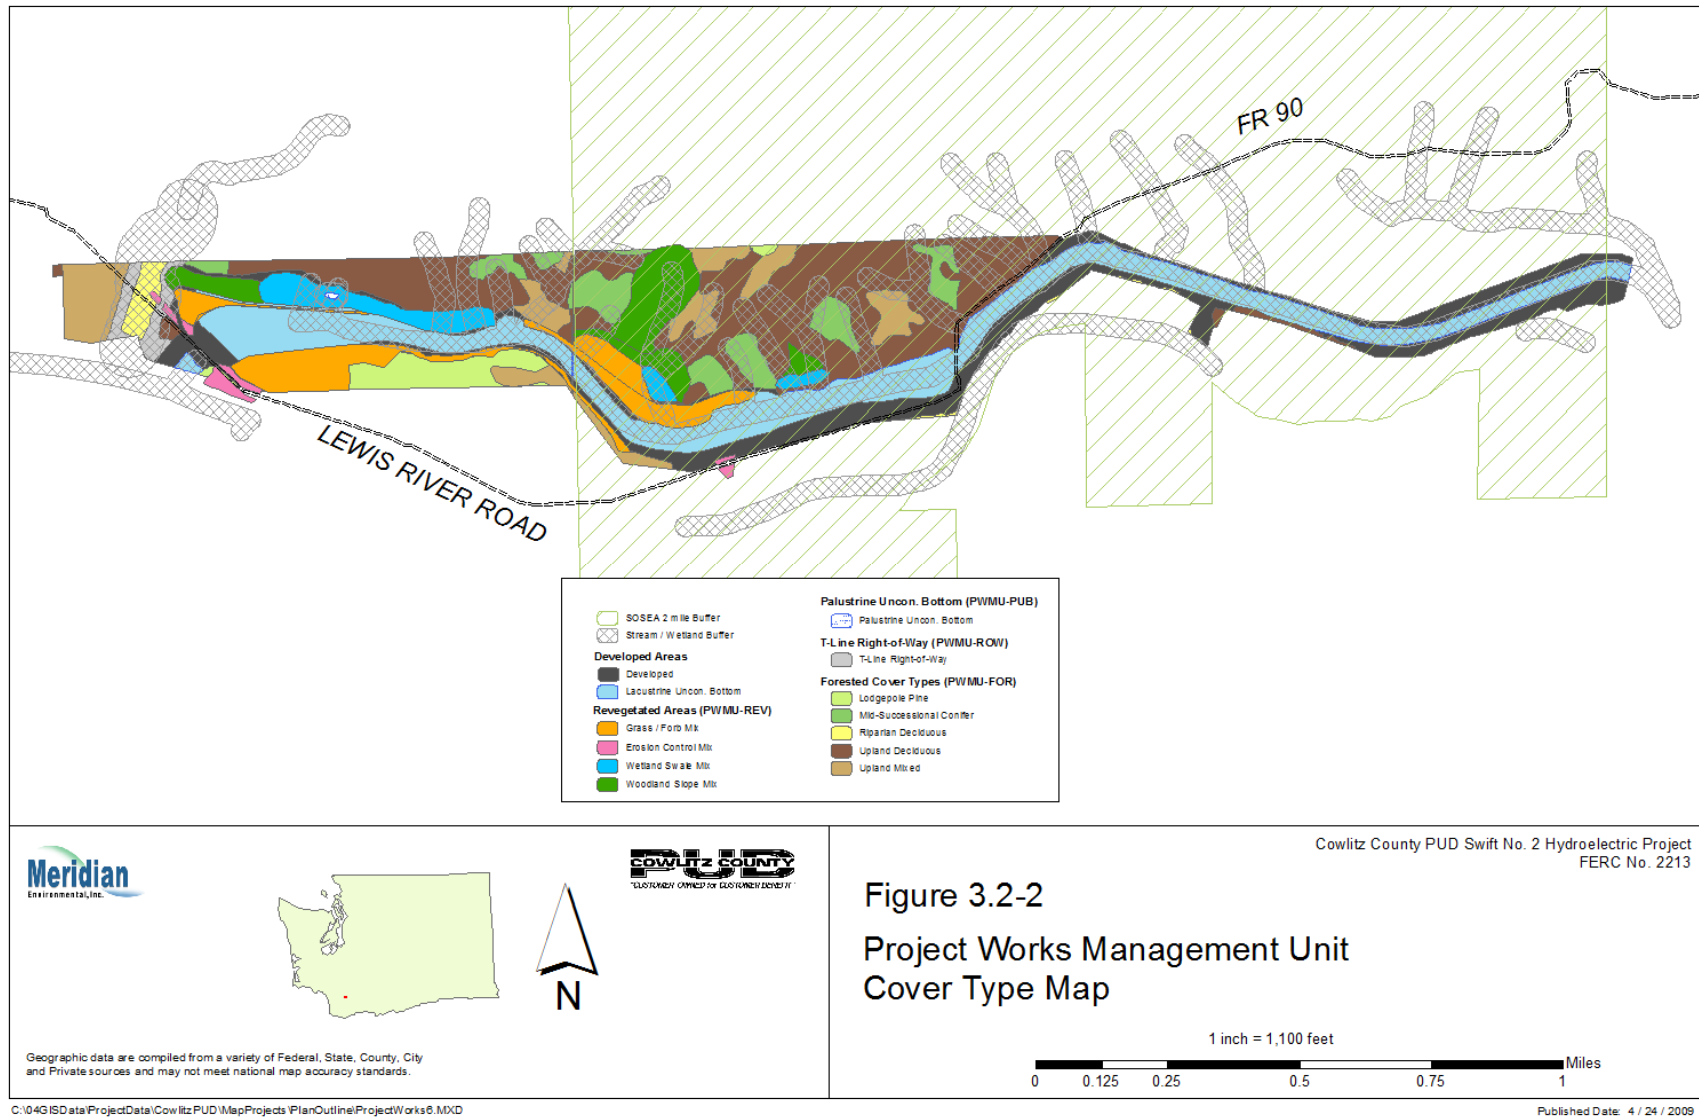 FR 90
LEWIS RIVER ROAD
SOSEA 2 mile Buffer
Stream / Wetland Buffer
Developed Areas
Developed
Lacustrine Uncon. Bottom
Revegetated Areas (PWMU-REV)
Grass / Forb Mix
Erosion Control Mix
Wetland Swale Mix
Woodland Slope Mix
Palustrine Uncon. Bottom (PWMU-PUB)
Palustrine Uncon. Bottom
T-Line Right-of-Way (PWMU-ROW)
T-Line Right-of-Way
Forested Cover Types (PWMU-FOR)
Lodgepole Pine
Mid-Successional Conifer
Riparian Deciduous
Upland Deciduous
Upland Mixed
Meridian
Environmental, Inc.
PUD
COWLITZ COUNTY
"CUSTOMER OWNED for CUSTOMER BENEFIT"
N
Geographic data are compiled from a variety of Federal, State, County, City
and Private sources and may not meet national map accuracy standards.
Cowlitz County PUD Swift No. 2 Hydroelectric Project
FERC No. 2213
Figure 3.2-2
Project Works Management Unit
Cover Type Map
1 inch = 1,100 feet
Miles
0 0.125 0.25 0.5 0.75 1
C:\04GISData\ProjectData\CowlitzPUD\MapProjects\PlanOutline\ProjectWorks6.MXD
Published Date: 4 / 24 / 2009